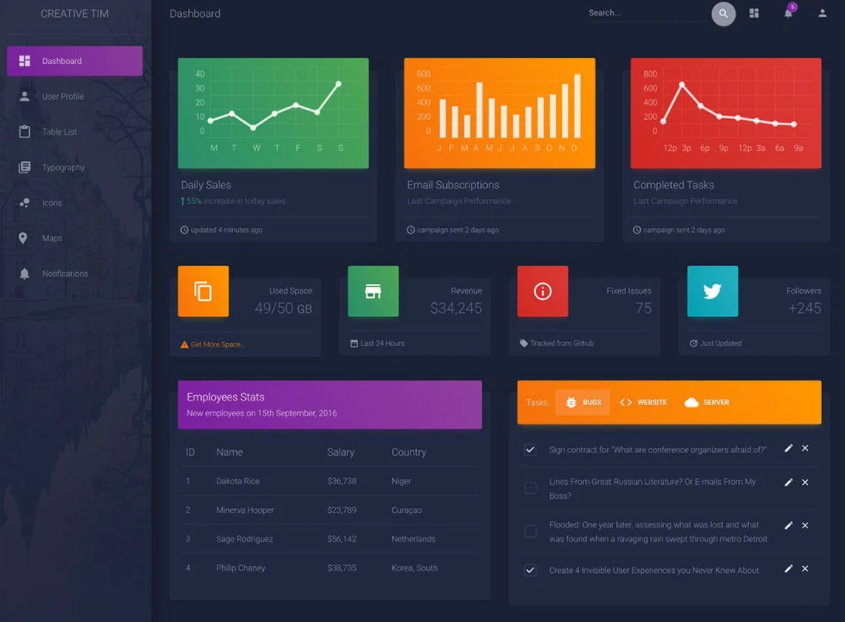 CREATIVE TIM
Dashboard
Search...
5
Dashboard
User Profile
Table List
Typography
Icons
Maps
Notifications
40
30
20
10
0
M T W T F S S
Daily Sales
55% increase in today sales.
updated 4 minutes ago
800
600
400
200
0
J F M A M J J A S O N D
Email Subscriptions
Last Campaign Performance
campaign sent 2 days ago
800
600
400
200
0
12p 3p 6p 9p 12p 3a 6a 9a
Completed Tasks
Last Campaign Performance
campaign sent 2 days ago
Used Space
49/50 GB
Get More Space...
Revenue
$34,245
Last 24 Hours
Fixed Issues
75
Tracked from Github
Followers
+245
Just Updated
Employees Stats
New employees on 15th September, 2016
ID Name Salary Country
1 Dakota Rice $36,738 Niger
2 Minerva Hooper $23,789 Curaçao
3 Sage Rodriguez $56,142 Netherlands
4 Philip Chaney $38,735 Korea, South
Tasks: BUGS WEBSITE SERVER
Sign contract for "What are conference organizers afraid of?"
Lines From Great Russian Literature? Or E-mails From My
Boss?
Flooded: One year later, assessing what was lost and what
was found when a ravaging rain swept through metro Detroit
Create 4 Invisible User Experiences you Never Knew About